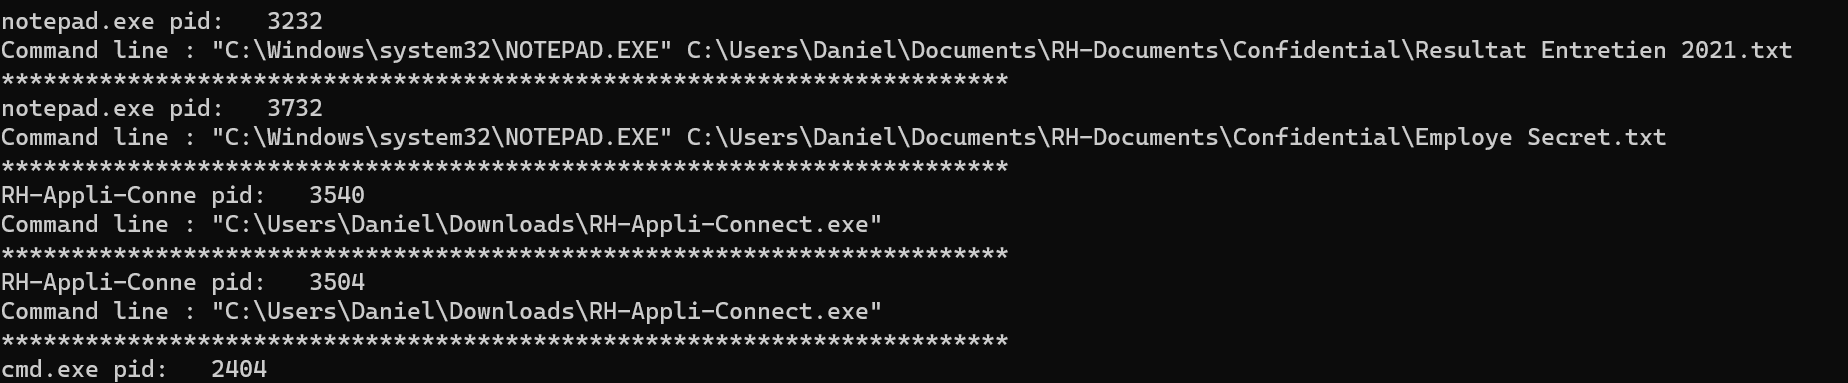 notepad.exe pid:   3232
Command line : "C:\Windows\system32\NOTEPAD.EXE" C:\Users\Daniel\Documents\RH-Documents\Confidential\Resultat Entretien 2021.txt
************************************************************************
notepad.exe pid:   3732
Command line : "C:\Windows\system32\NOTEPAD.EXE" C:\Users\Daniel\Documents\RH-Documents\Confidential\Employe Secret.txt
************************************************************************
RH-Appli-Conne pid:   3540
Command line : "C:\Users\Daniel\Downloads\RH-Appli-Connect.exe"
************************************************************************
RH-Appli-Conne pid:   3504
Command line : "C:\Users\Daniel\Downloads\RH-Appli-Connect.exe"
************************************************************************
cmd.exe pid:   2404